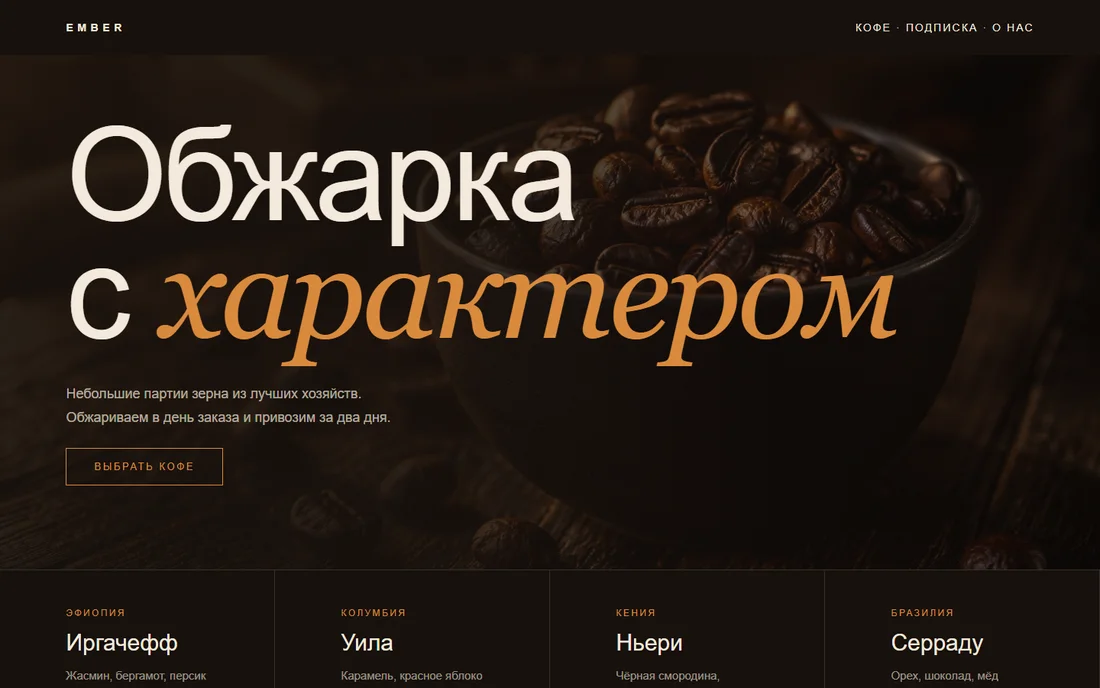 EMBER
КОФЕ · ПОДПИСКА · О НАС
Обжарка
с характером
Небольшие партии зерна из лучших хозяйств.
Обжариваем в день заказа и привозим за два дня.
ВЫБРАТЬ КОФЕ
ЭФИОПИЯ
Иргачефф
Жасмин, бергамот, персик
КОЛУМБИЯ
Уила
Карамель, красное яблоко
КЕНИЯ
Ньери
Чёрная смородина,
БРАЗИЛИЯ
Серраду
Орех, шоколад, мёд